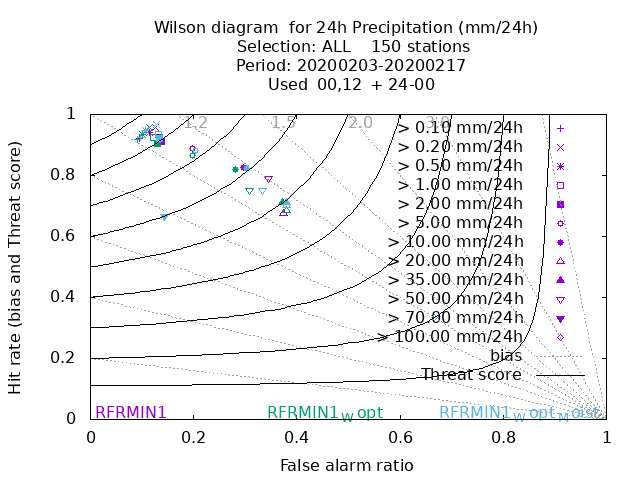 Wilson diagram for 24h Precipitation (mm/24h)
Selection: ALL 150 stations
Period: 20200203-20200217
Used 00,12 + 24-00
Hit rate (bias and Threat score)
1
0.8
0.6
0.4
0.2
0
1.2
1.5
2.0
3.0
> 0.10 mm/24h
> 0.20 mm/24h
> 0.50 mm/24h
> 1.00 mm/24h
> 2.00 mm/24h
> 5.00 mm/24h
> 10.00 mm/24h
> 20.00 mm/24h
> 35.00 mm/24h
> 50.00 mm/24h
> 70.00 mm/24h
> 100.00 mm/24h
bias
Threat score
RFRMIN1 RFRMIN1W opt RFRMIN1W opt M
0 0.2 0.4 0.6 0.8 1
False alarm ratio